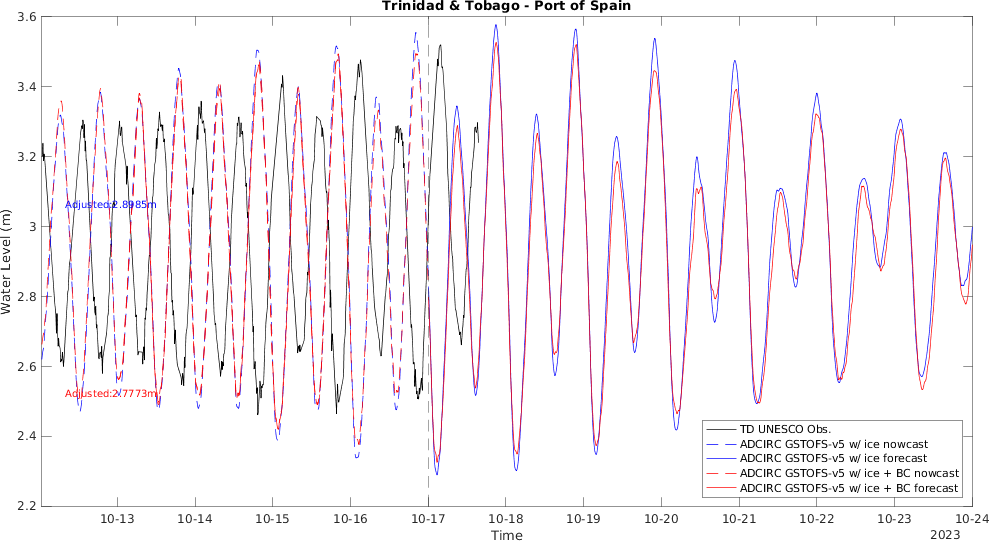 Trinidad & Tobago - Port of Spain
3.6
3.4
3.2
3
2.8
2.6
2.4
2.2
Water Level (m)
Adjusted:2.8985m
Adjusted:2.7773m
TD UNESCO Obs.
ADCIRC GSTOFS-v5 w/ ice nowcast
ADCIRC GSTOFS-v5 w/ ice forecast
ADCIRC GSTOFS-v5 w/ ice + BC nowcast
ADCIRC GSTOFS-v5 w/ ice + BC forecast
10-13 10-14 10-15 10-16 10-17 10-18 10-19 10-20 10-21 10-22 10-23 10-24
Time
2023